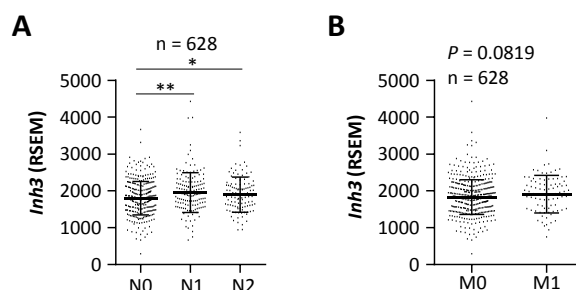 A
n = 628
*
**
5000
4000
3000
2000
1000
0
Inh3 (RSEM)
N0 N1 N2
B
P = 0.0819
n = 628
5000
4000
3000
2000
1000
0
Inh3 (RSEM)
M0 M1